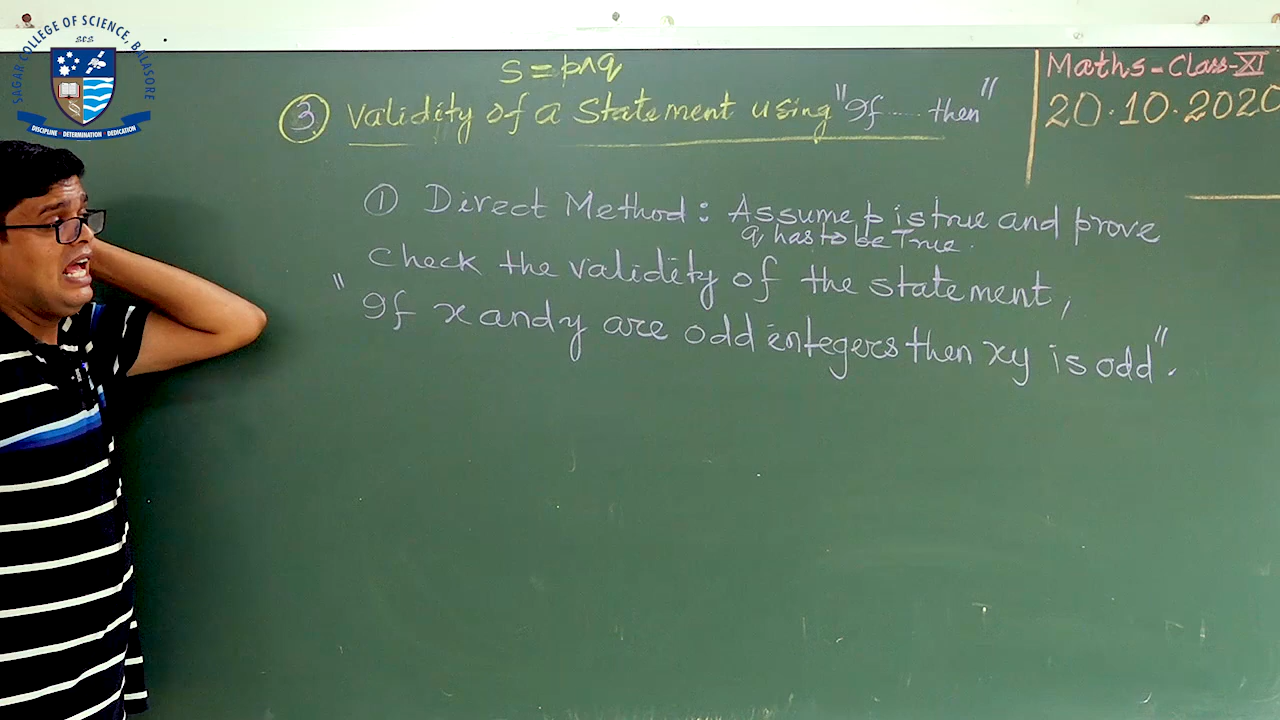 SAGAR COLLEGE OF SCIENCE, BALASORE
SCS
DISCIPLINE · DETERMINATION · DEDICATION
S = p∧q
Maths - Class - XI
20.10.2020
③ Validity of a Statement using "If ..... then"
① Direct Method : Assume p is true and prove
q has to be True.
Check the validity of the statement,
"If x and y are odd integers then xy is odd".